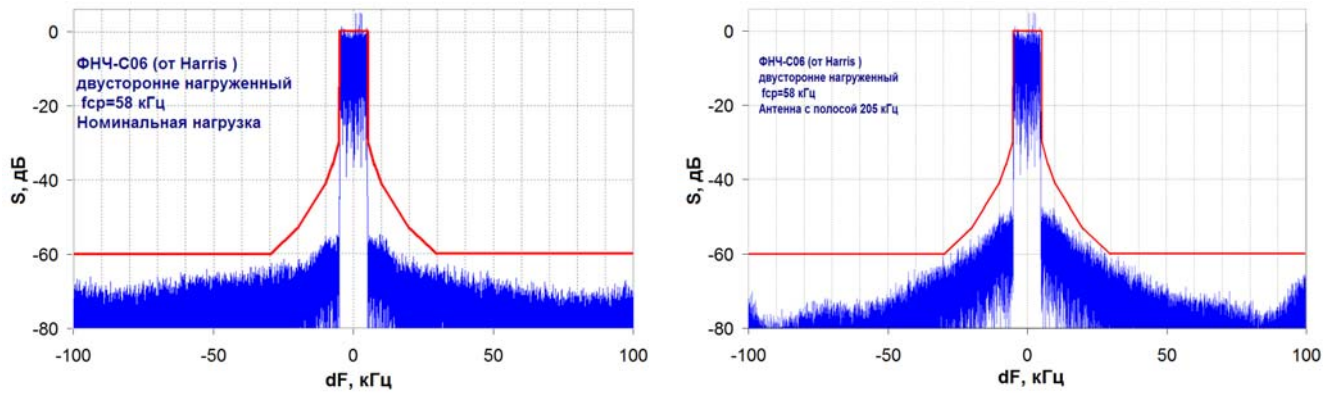 0
-20
-40
-60
-80
S, дБ
ФНЧ-С06 (от Harris )
двусторонне нагруженный
fср=58 кГц
Номинальная нагрузка
-100
-50
0
50
100
dF, кГц
0
-20
-40
-60
-80
S, дБ
ФНЧ-С06 (от Harris )
двусторонне нагруженный
fср=58 кГц
Антенна с полосой 205 кГц
-100
-50
0
50
100
dF, кГц